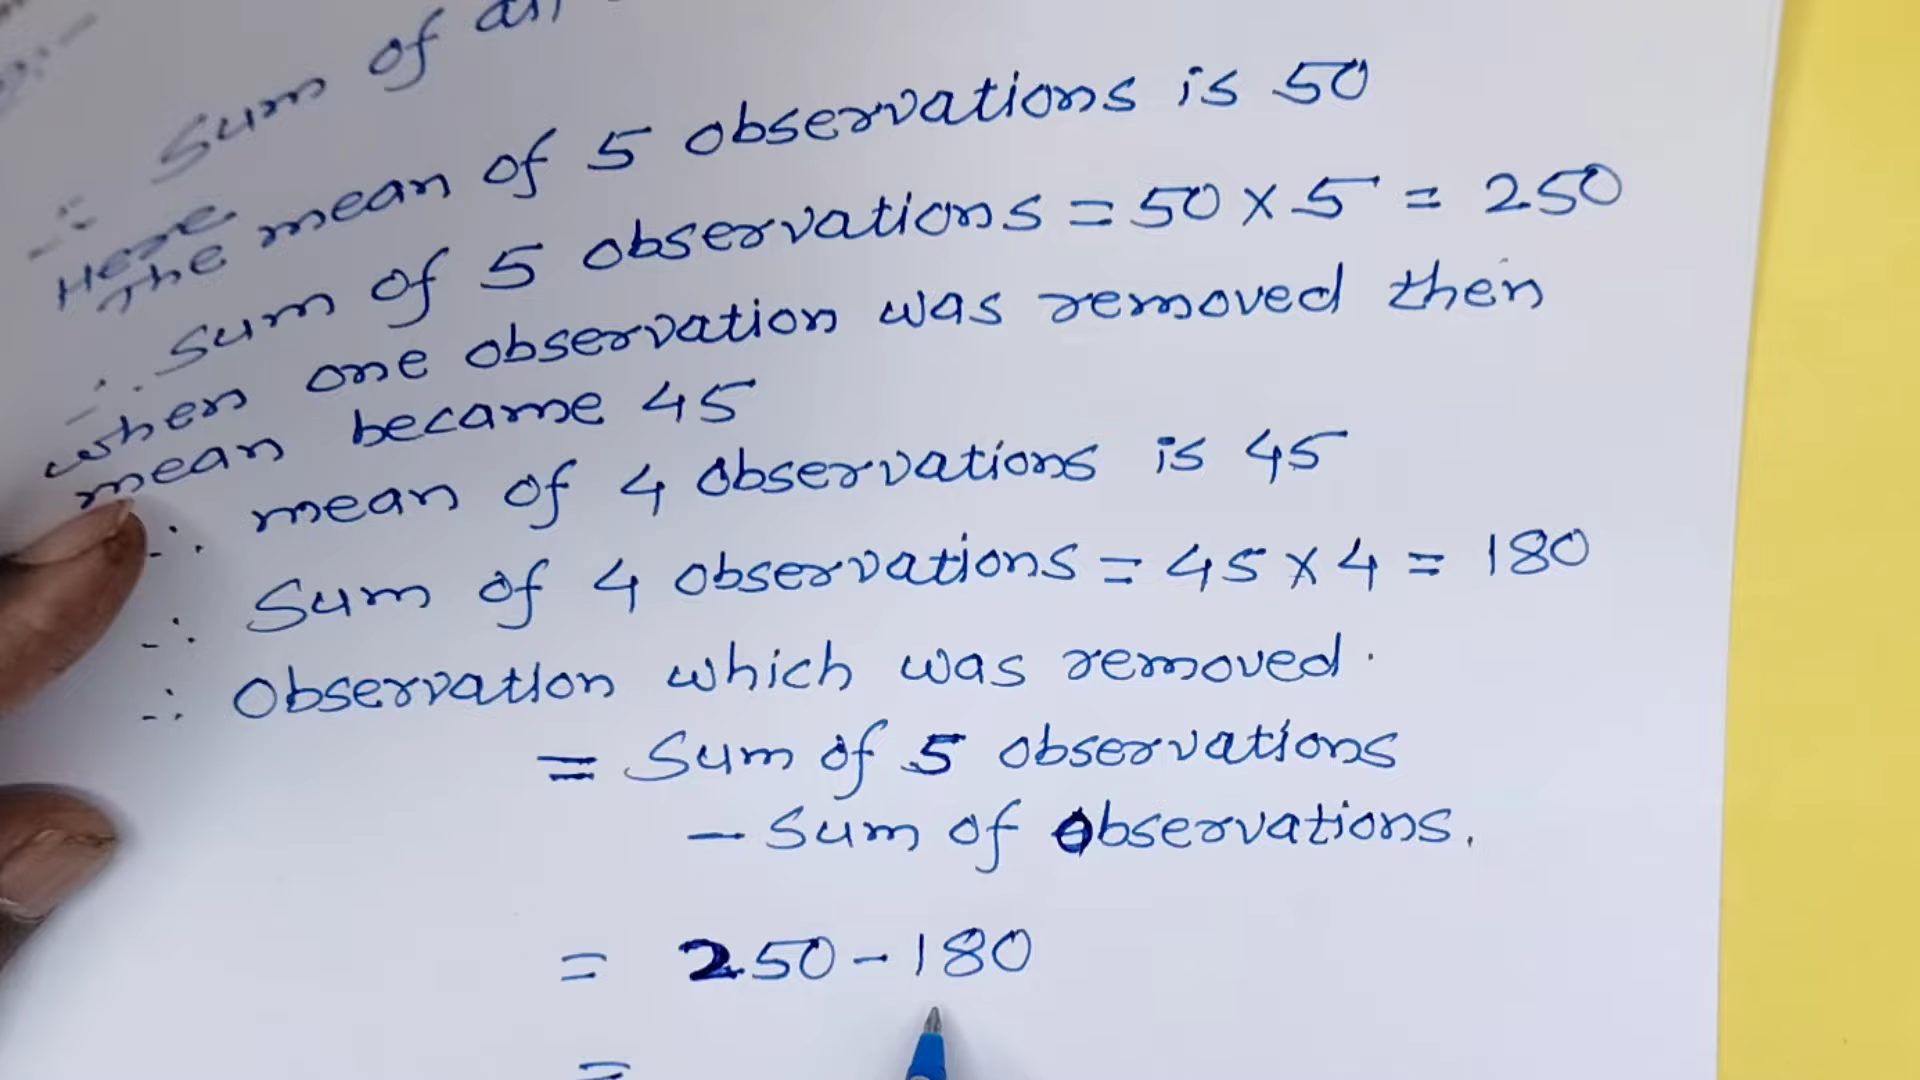 ∴ Sum of all
Here
The mean of 5 observations is 50
∴ Sum of 5 observations = 50 × 5 = 250
When one observation was removed then
mean became 45
∴ mean of 4 observations is 45
∴ Sum of 4 observations = 45 × 4 = 180
∴ Observation which was removed.
= Sum of 5 observations
- Sum of observations.
= 250 - 180
=